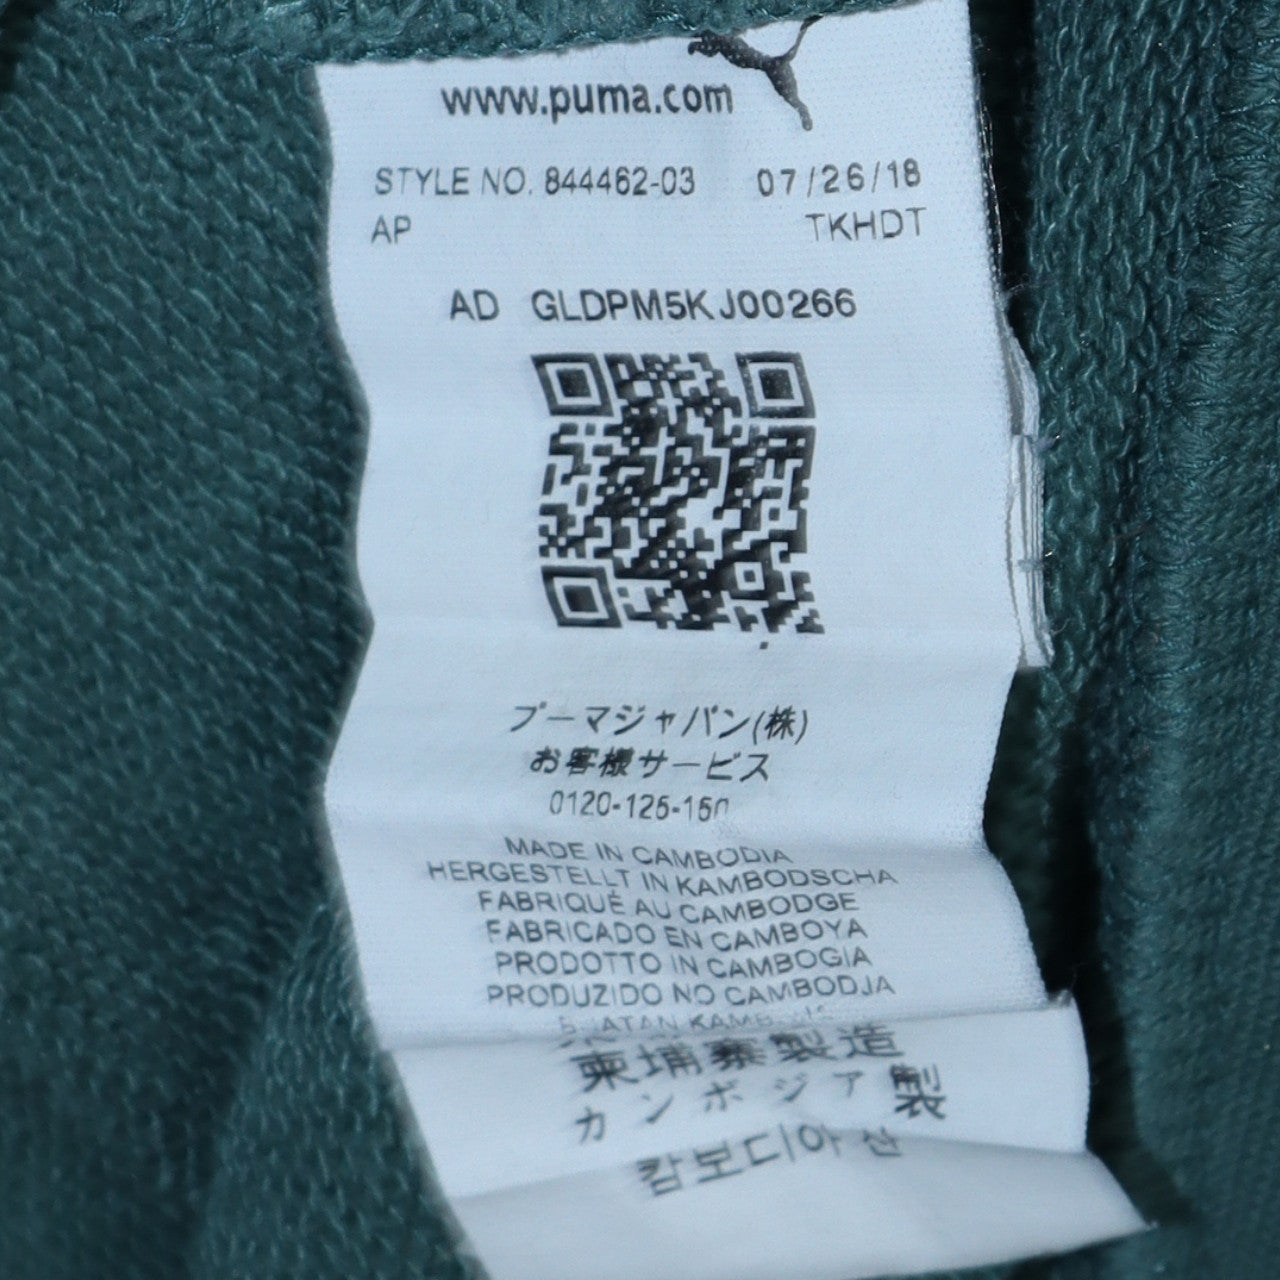 www.puma.com
STYLE NO. 844462-03 07/26/18
AP TKHDT
AD GLDPM5KJ00266
プーマジャパン(株)
お客様サービス
0120-125-150
MADE IN CAMBODIA
HERGESTELLT IN KAMBODSCHA
FABRIQUÉ AU CAMBODGE
FABRICADO EN CAMBOYA
PRODOTTO IN CAMBOGIA
PRODUZIDO NO CAMBODJA
柬埔寨製造
カンボジア製
캄보디아산